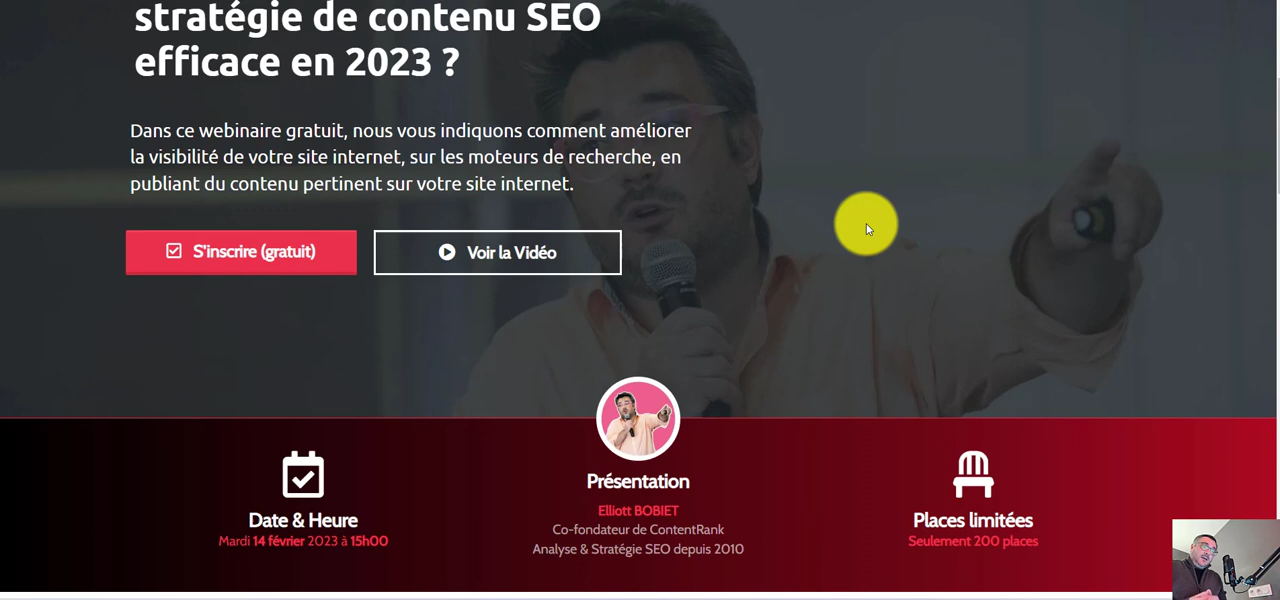 stratégie de contenu SEO
efficace en 2023 ?
Dans ce webinaire gratuit, nous vous indiquons comment améliorer
la visibilité de votre site internet, sur les moteurs de recherche, en
publiant du contenu pertinent sur votre site internet.
S'inscrire (gratuit)
Voir la Vidéo
Date & Heure
Mardi 14 février 2023 à 15h00
Présentation
Elliott BOBIET
Co-fondateur de ContentRank
Analyse & Stratégie SEO depuis 2010
Places limitées
Seulement 200 places